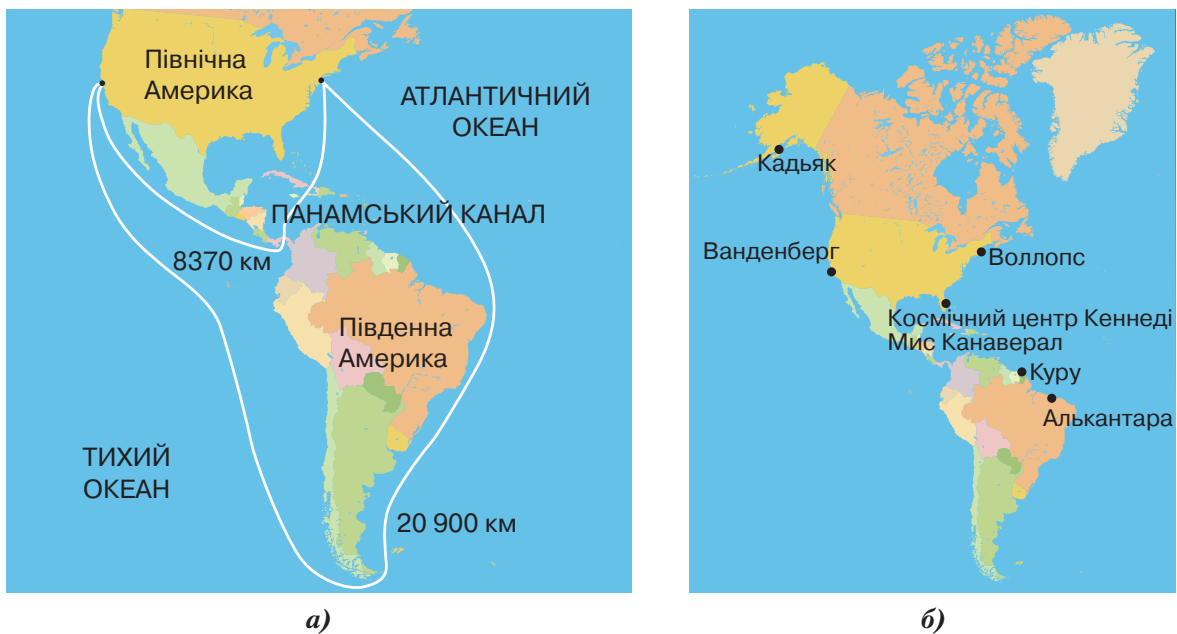 Північна
Америка
АТЛАНТИЧНИЙ
ОКЕАН
ПАНАМСЬКИЙ КАНАЛ
8370 км
Південна
Америка
ТИХИЙ
ОКЕАН
20 900 км
а)
Кадьяк
Ванденберг
Воллопс
Космічний центр Кеннеді
Мис Канаверал
Куру
Алькантара
б)